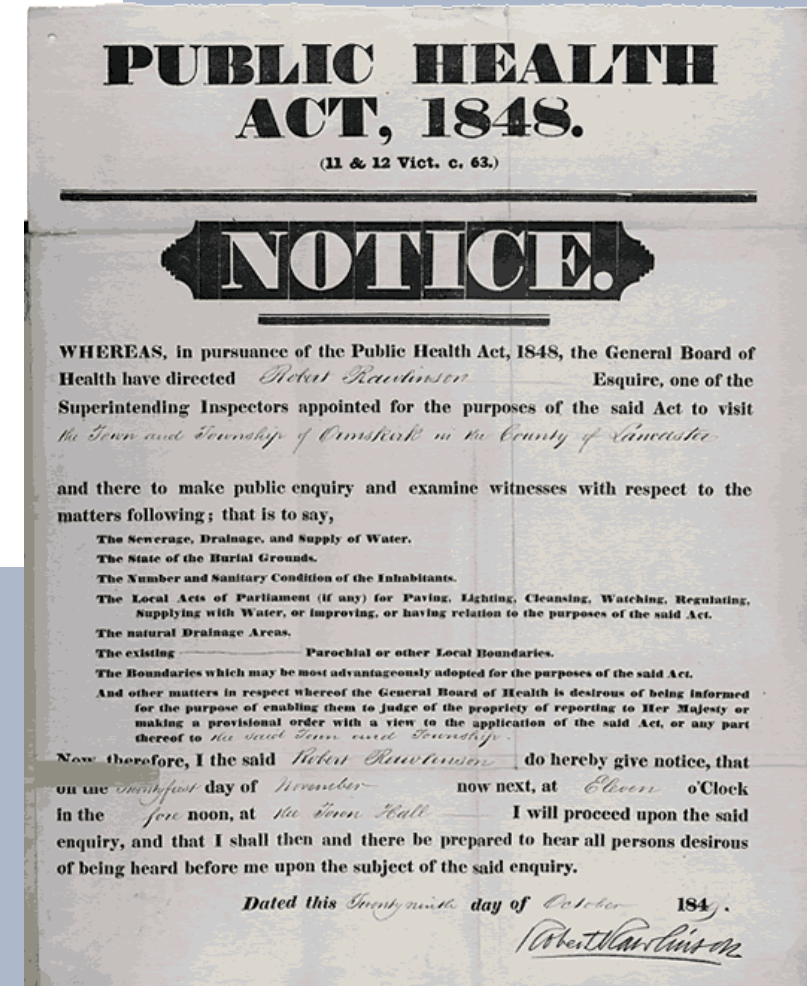 PUBLIC HEALTH
ACT, 1848.
(11 & 12 Vict. c. 63.)
NOTICE.
WHEREAS, in pursuance of the Public Health Act, 1848, the General Board of
Health have directed Robert Rawlinson Esquire, one of the
Superintending Inspectors appointed for the purposes of the said Act to visit
the Town and Township of Ormskirk in the County of Lancaster
and there to make public enquiry and examine witnesses with respect to the
matters following; that is to say,
The Sewerage, Drainage, and Supply of Water.
The State of the Burial Grounds.
The Number and Sanitary Condition of the Inhabitants.
The Local Acts of Parliament (if any) for Paving, Lighting, Cleansing, Watching, Regulating,
Supplying with Water, or improving, or having relation to the purposes of the said Act.
The natural Drainage Areas.
The existing ——— Parochial or other Local Boundaries.
The Boundaries which may be most advantageously adopted for the purposes of the said Act.
And other matters in respect whereof the General Board of Health is desirous of being informed
for the purpose of enabling them to judge of the propriety of reporting to Her Majesty or
making a provisional order with a view to the application of the said Act, or any part
thereof to the said Town and Township.
Now, therefore, I the said Robert Rawlinson do hereby give notice, that
on the Twenty first day of November now next, at Eleven o'Clock
in the fore noon, at the Town Hall — I will proceed upon the said
enquiry, and that I shall then and there be prepared to hear all persons desirous
of being heard before me upon the subject of the said enquiry.
Dated this Twenty ninth day of October 1849.
Robert Rawlinson